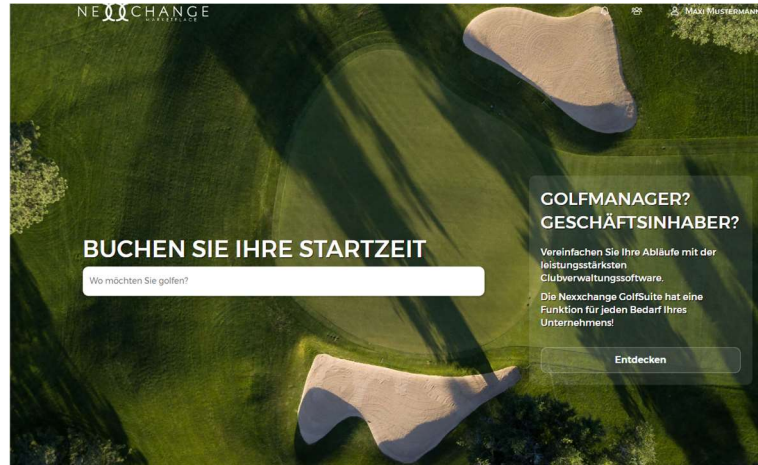 NEXXCHANGE
MARKETPLACE
MAXI MUSTERMANN
BUCHEN SIE IHRE STARTZEIT
Wo möchten Sie golfen?
GOLFMANAGER?
GESCHÄFTSINHABER?
Vereinfachen Sie Ihre Abläufe mit der
leistungsstärksten
Clubverwaltungssoftware.
Die Nexxchange GolfSuite hat eine
Funktion für jeden Bedarf Ihres
Unternehmens!
Entdecken